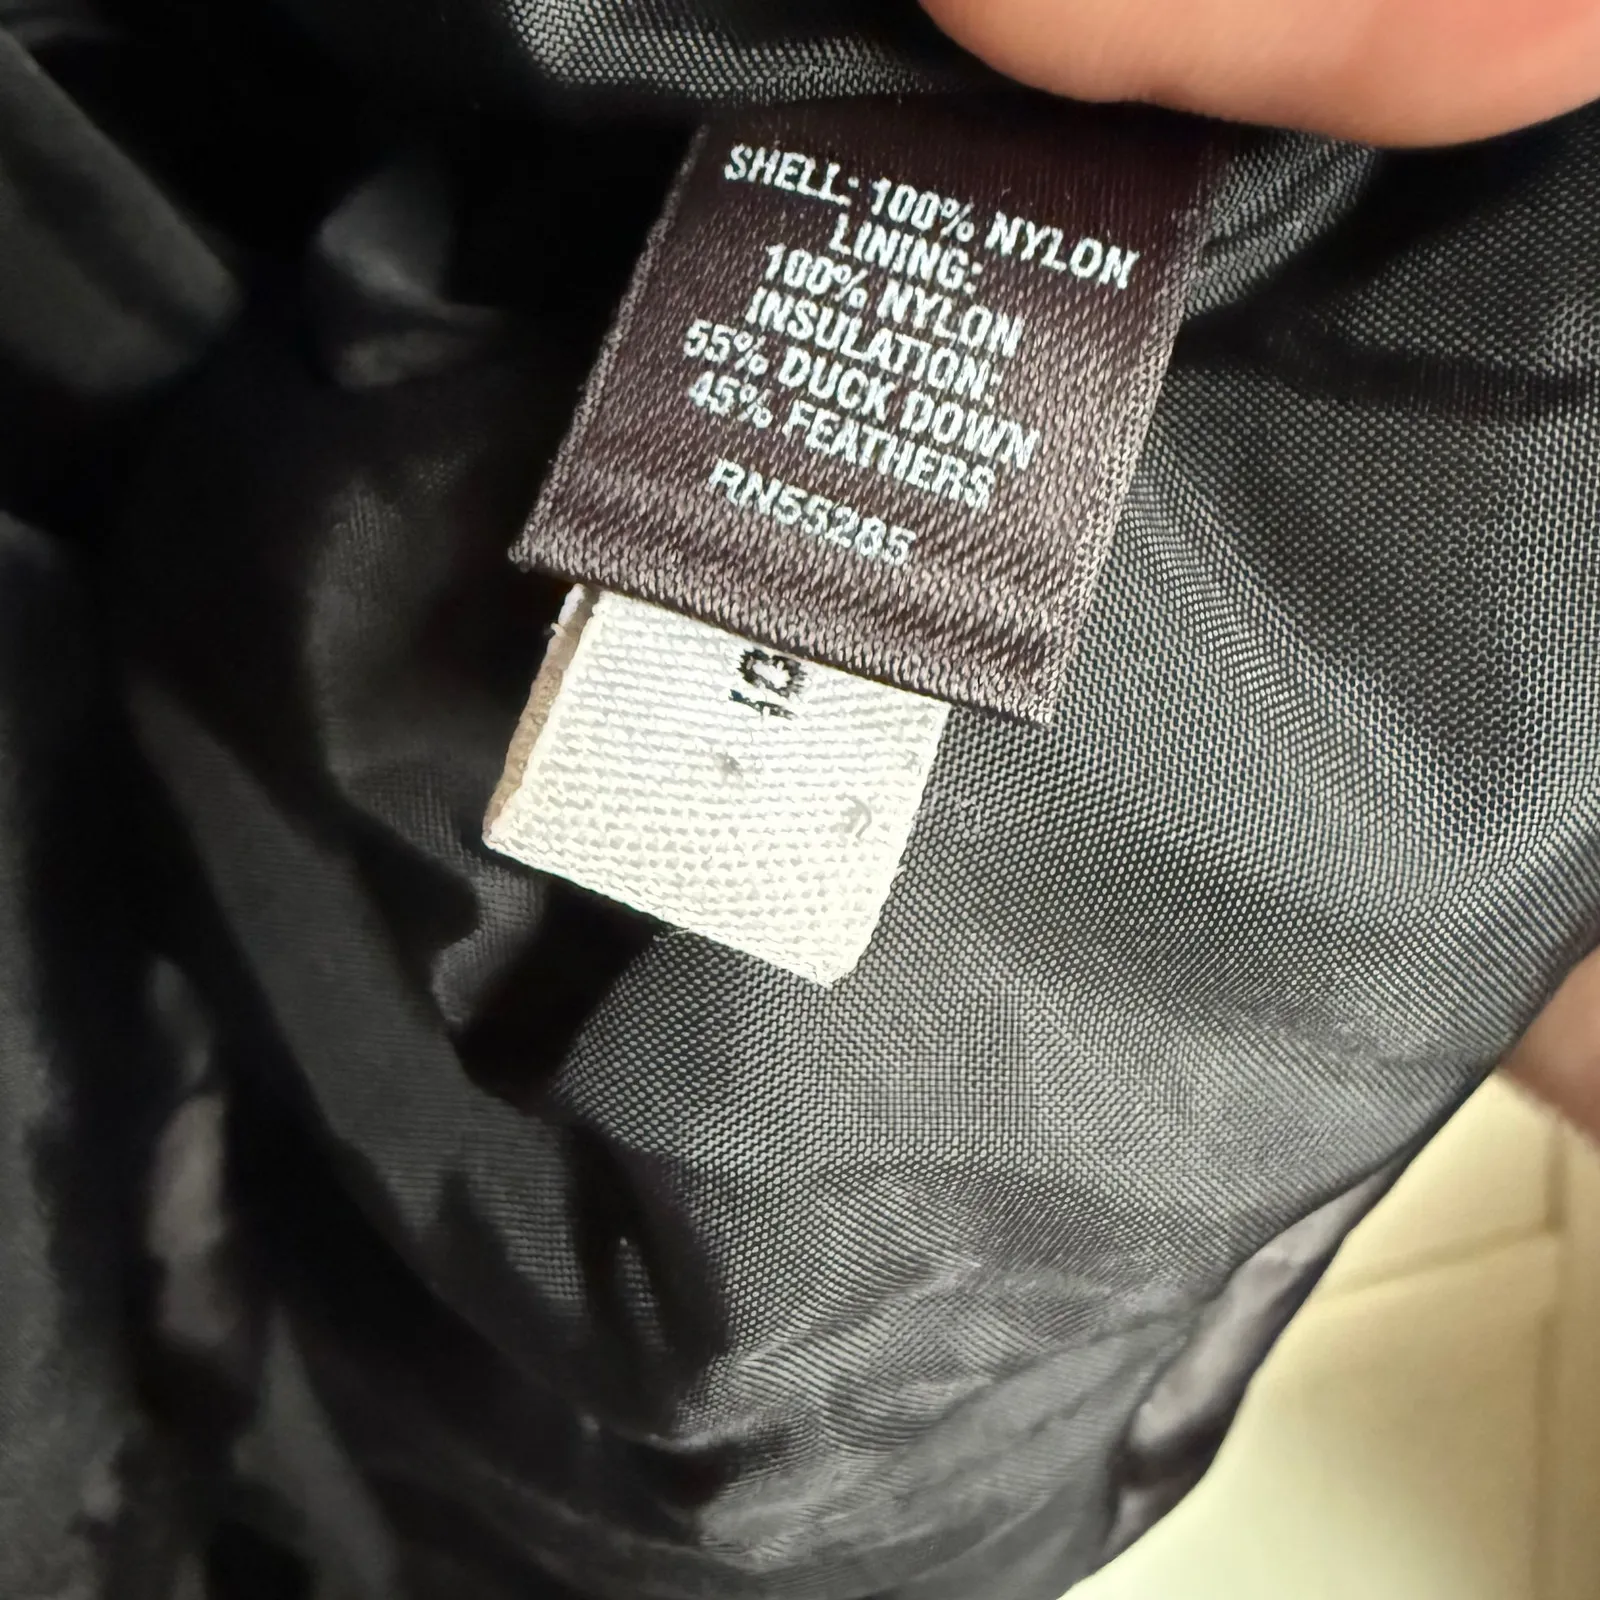 SHELL: 100% NYLON
LINING:
100% NYLON
INSULATION:
55% DUCK DOWN
45% FEATHERS
RN55285